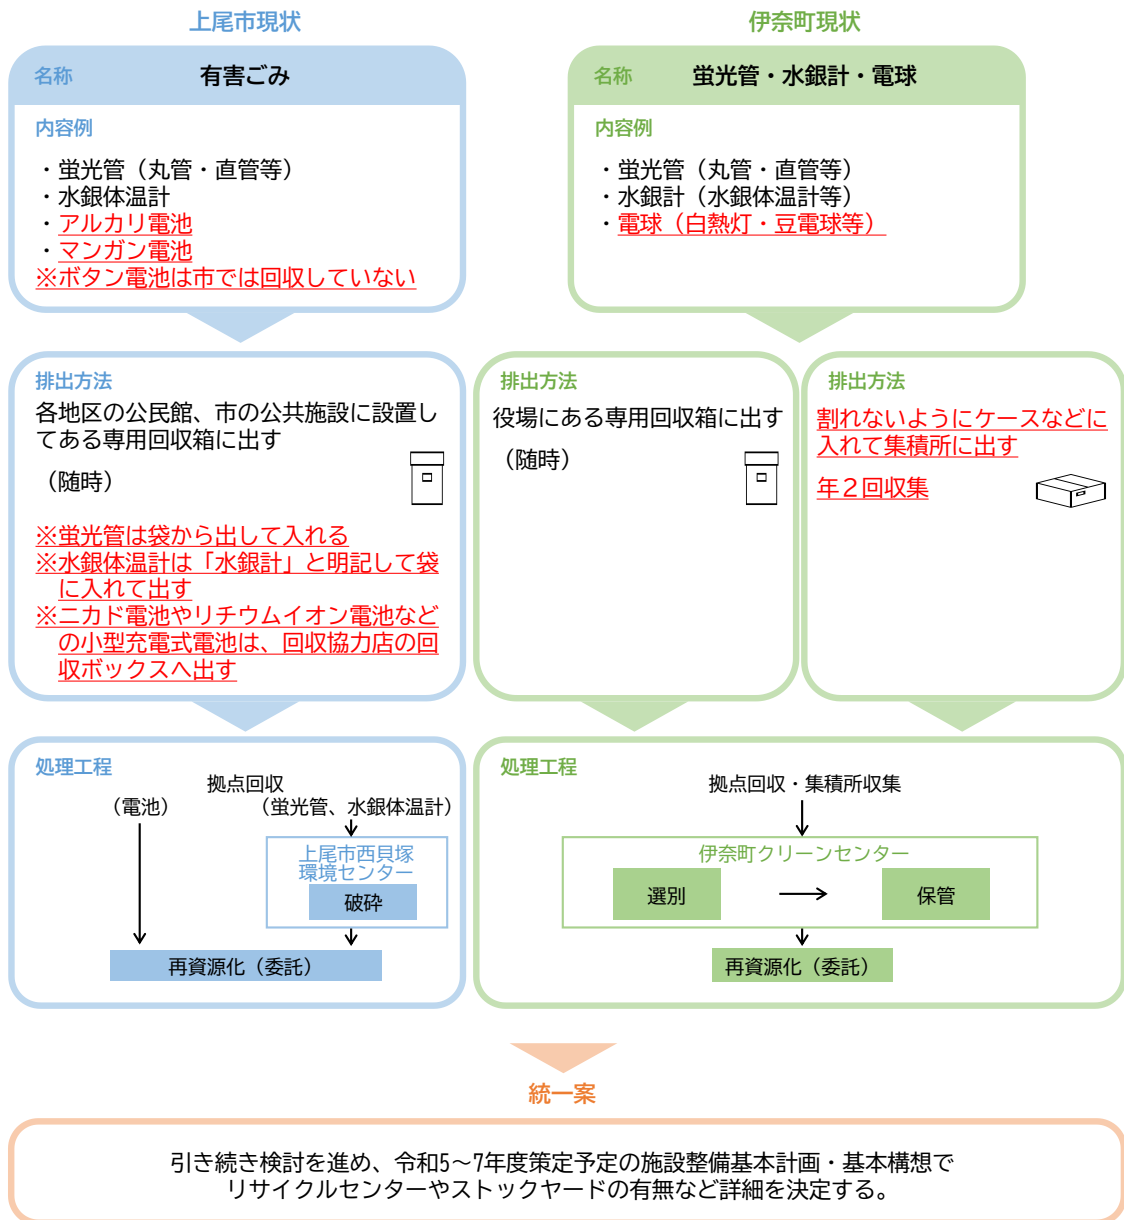 上尾市現状
名称 有害ごみ
内容例
・蛍光管（丸管・直管等）
・水銀体温計
・アルカリ電池
・マンガン電池
※ボタン電池は市では回収していない
排出方法
各地区の公民館、市の公共施設に設置し
てある専用回収箱に出す
（随時）
※蛍光管は袋から出して入れる
※水銀体温計は「水銀計」と明記して袋
に入れて出す
※ニカド電池やリチウムイオン電池など
の小型充電式電池は、回収協力店の回
収ボックスへ出す
処理工程
拠点回収
（電池） （蛍光管、水銀体温計）
上尾市西貝塚
環境センター
破砕
再資源化（委託）
伊奈町現状
名称 蛍光管・水銀計・電球
内容例
・蛍光管（丸管・直管等）
・水銀計（水銀体温計等）
・電球（白熱灯・豆電球等）
排出方法
役場にある専用回収箱に出す
（随時）
排出方法
割れないようにケースなどに
入れて集積所に出す
年２回収集
処理工程
拠点回収・集積所収集
伊奈町クリーンセンター
選別 保管
再資源化（委託）
統一案
引き続き検討を進め、令和5～7年度策定予定の施設整備基本計画・基本構想で
リサイクルセンターやストックヤードの有無など詳細を決定する。